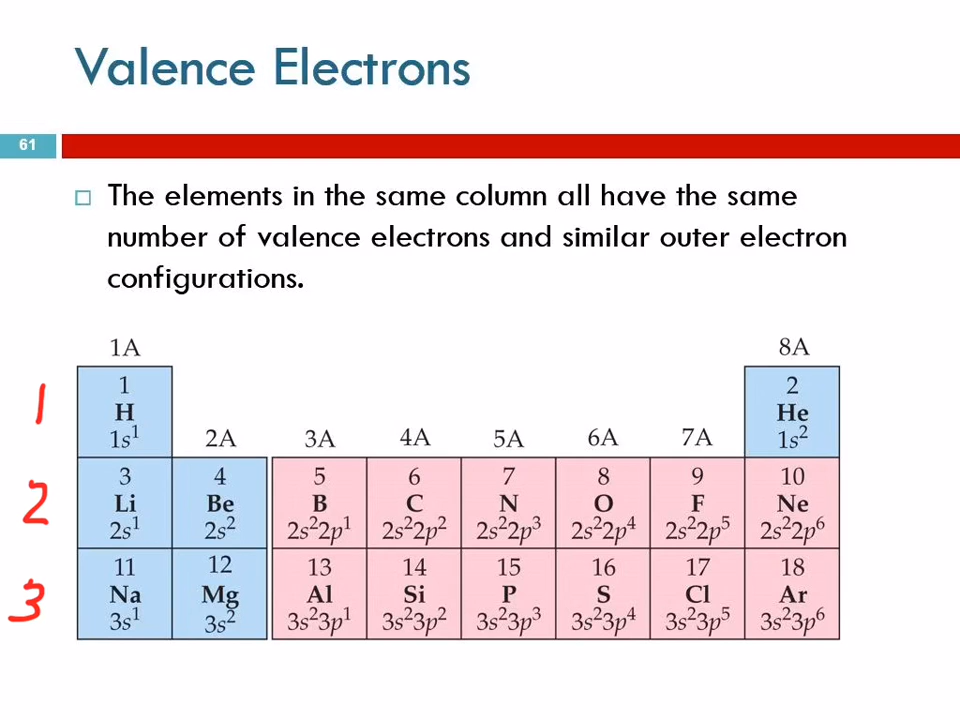 Valence Electrons
61
□ The elements in the same column all have the same
number of valence electrons and similar outer electron
configurations.
1A 8A
1 1 2
H He
1s¹ 2A 3A 4A 5A 6A 7A 1s²
2 3 4 5 6 7 8 9 10
Li Be B C N O F Ne
2s¹ 2s² 2s²2p¹ 2s²2p² 2s²2p³ 2s²2p⁴ 2s²2p⁵ 2s²2p⁶
3 11 12 13 14 15 16 17 18
Na Mg Al Si P S Cl Ar
3s¹ 3s² 3s²3p¹ 3s²3p² 3s²3p³ 3s²3p⁴ 3s²3p⁵ 3s²3p⁶